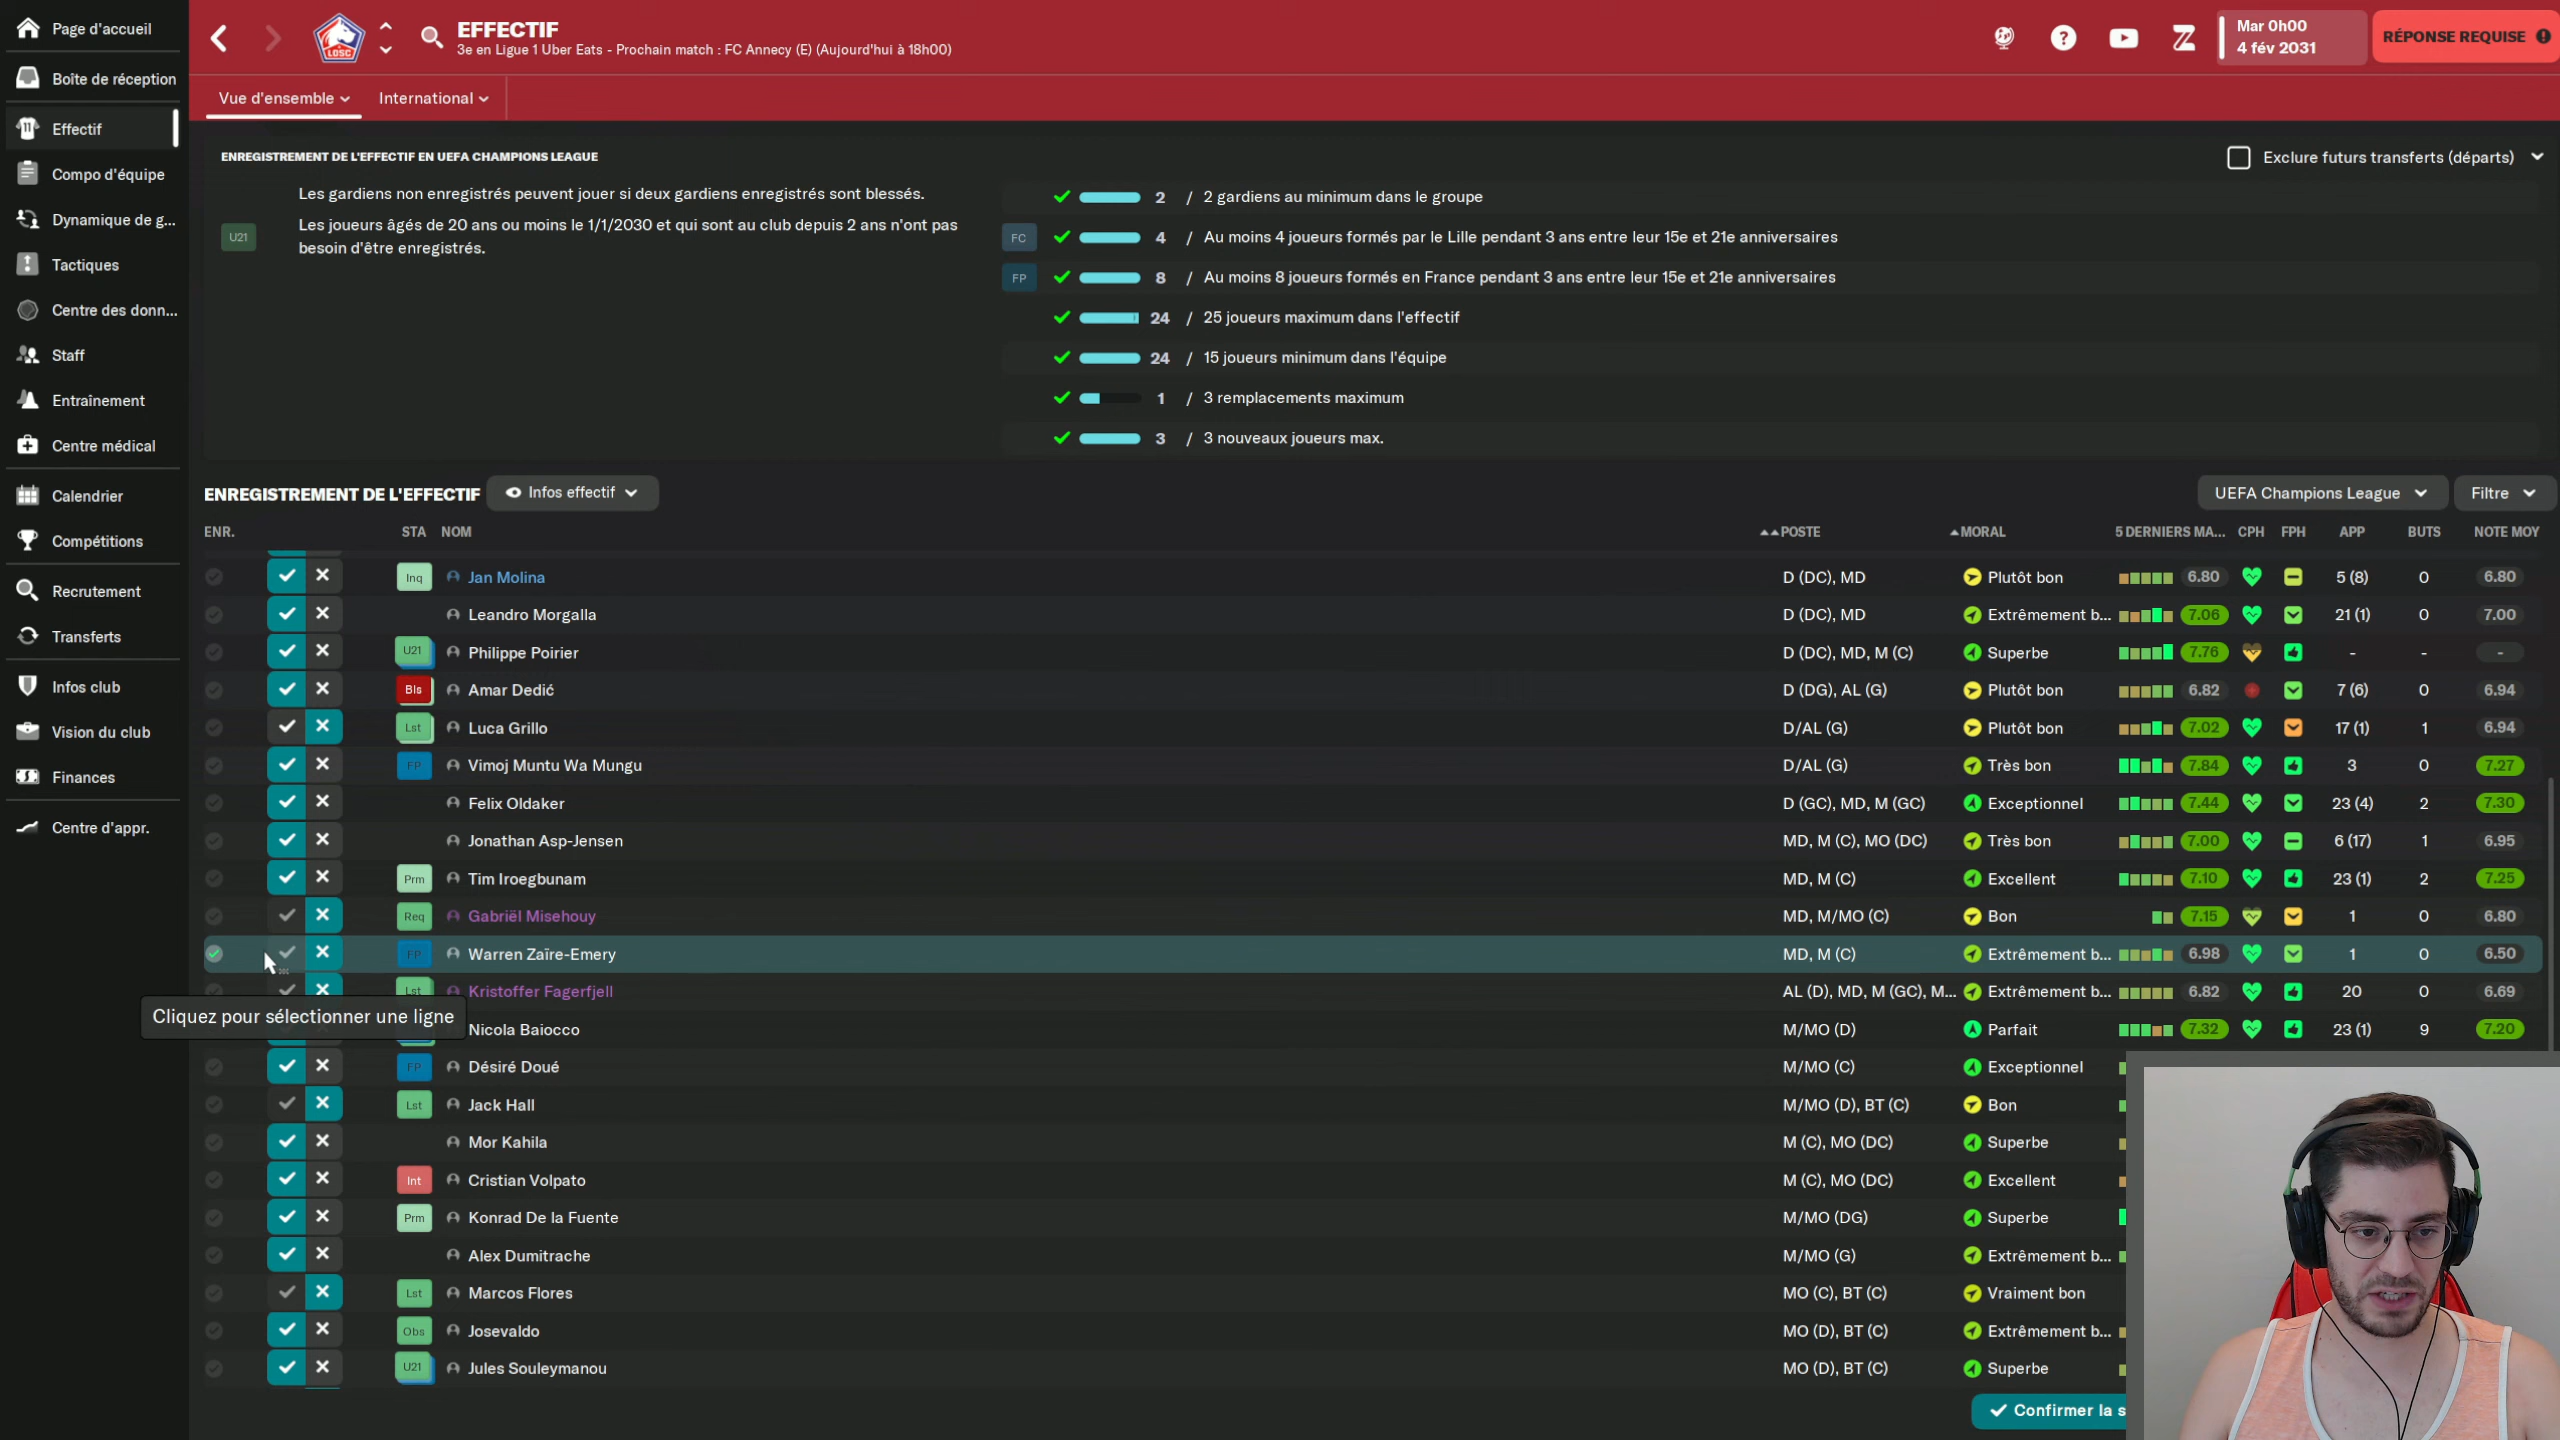 Page d'accueil
Boîte de réception
Effectif
Compo d'équipe
Dynamique de g...
Tactiques
Centre des donn...
Staff
Entraînement
Centre médical
Calendrier
Compétitions
Recrutement
Transferts
Infos club
Vision du club
Finances
Centre d'appr.
LOSC
EFFECTIF
3e en Ligue 1 Uber Eats - Prochain match : FC Annecy (E) (Aujourd'hui à 18h00)
Mar 0h00
4 fév 2031
RÉPONSE REQUISE
Vue d'ensemble International
ENREGISTREMENT DE L'EFFECTIF EN UEFA CHAMPIONS LEAGUE
Exclure futurs transferts (départs)
Les gardiens non enregistrés peuvent jouer si deux gardiens enregistrés sont blessés.
U21 Les joueurs âgés de 20 ans ou moins le 1/1/2030 et qui sont au club depuis 2 ans n'ont pas
besoin d'être enregistrés.
2 / 2 gardiens au minimum dans le groupe
FC 4 / Au moins 4 joueurs formés par le Lille pendant 3 ans entre leur 15e et 21e anniversaires
FP 8 / Au moins 8 joueurs formés en France pendant 3 ans entre leur 15e et 21e anniversaires
24 / 25 joueurs maximum dans l'effectif
24 / 15 joueurs minimum dans l'équipe
1 / 3 remplacements maximum
3 / 3 nouveaux joueurs max.
ENREGISTREMENT DE L'EFFECTIF Infos effectif UEFA Champions League Filtre
ENR. STA NOM POSTE MORAL 5 DERNIERS MA... CPH FPH APP BUTS NOTE MOY
Inq Jan Molina D (DC), MD Plutôt bon 6.80 5 (8) 0 6.80
Leandro Morgalla D (DC), MD Extrêmement b... 7.06 21 (1) 0 7.00
U21 Philippe Poirier D (DC), MD, M (C) Superbe 7.76 - - -
Bls Amar Dedić D (DG), AL (G) Plutôt bon 6.82 7 (6) 0 6.94
Lst Luca Grillo D/AL (G) Plutôt bon 7.02 17 (1) 1 6.94
FP Vimoj Muntu Wa Mungu D/AL (G) Très bon 7.84 3 0 7.27
Felix Oldaker D (GC), MD, M (GC) Exceptionnel 7.44 23 (4) 2 7.30
Jonathan Asp-Jensen MD, M (C), MO (DC) Très bon 7.00 6 (17) 1 6.95
Prm Tim Iroegbunam MD, M (C) Excellent 7.10 23 (1) 2 7.25
Req Gabriël Misehouy MD, M/MO (C) Bon 7.15 1 0 6.80
FP Warren Zaïre-Emery MD, M (C) Extrêmement b... 6.98 1 0 6.50
Lst Kristoffer Fagerfjell AL (D), MD, M (GC), M... Extrêmement b... 6.82 20 0 6.69
Cliquez pour sélectionner une ligne
Nicola Baiocco M/MO (D) Parfait 7.32 23 (1) 9 7.20
FP Désiré Doué M/MO (C) Exceptionnel
Lst Jack Hall M/MO (D), BT (C) Bon
Mor Kahila M (C), MO (DC) Superbe
Int Cristian Volpato M (C), MO (DC) Excellent
Prm Konrad De la Fuente M/MO (DG) Superbe
Alex Dumitrache M/MO (G) Extrêmement b...
Lst Marcos Flores MO (C), BT (C) Vraiment bon
Obs Josevaldo MO (D), BT (C) Extrêmement b...
U21 Jules Souleymanou MO (D), BT (C) Superbe
Confirmer la s